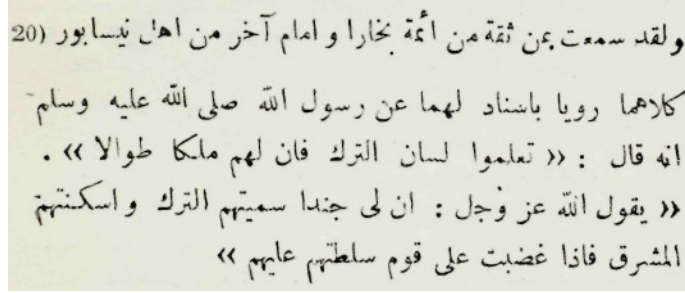 ولقد سمعت بمن ثقة من أئمة بخارا و امام آخر من اهل نيسابور (20
كلاهما رويا باسناد لهما عن رسول الله صلى الله عليه وسلم
انه قال : « تعلموا لسان الترك فان لهم ملكا طوالا » .
« يقول الله عز وجل : ان لى جندا سميتهم الترك و اسكنتهم
المشرق فاذا غضبت على قوم سلطتهم عليهم »